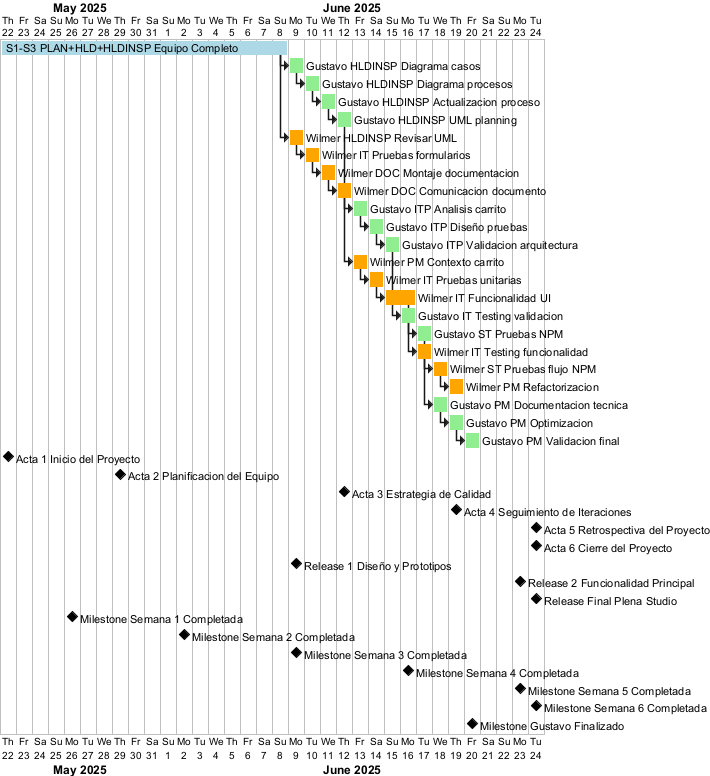 May 2025 June 2025
Th Fr Sa Su Mo Tu We Th Fr Sa Su Mo Tu We Th Fr Sa Su Mo Tu We Th Fr Sa Su Mo Tu We Th Fr Sa Su Mo Tu
22 23 24 25 26 27 28 29 30 31 1 2 3 4 5 6 7 8 9 10 11 12 13 14 15 16 17 18 19 20 21 22 23 24
S1-S3 PLAN+HLD+HLDINSP Equipo Completo
Gustavo HLDINSP Diagrama casos
Gustavo HLDINSP Diagrama procesos
Gustavo HLDINSP Actualizacion proceso
Gustavo HLDINSP UML planning
Wilmer HLDINSP Revisar UML
Wilmer IT Pruebas formularios
Wilmer DOC Montaje documentacion
Wilmer DOC Comunicacion documento
Gustavo ITP Analisis carrito
Gustavo ITP Diseño pruebas
Gustavo ITP Validacion arquitectura
Wilmer PM Contexto carrito
Wilmer IT Pruebas unitarias
Wilmer IT Funcionalidad UI
Gustavo IT Testing validacion
Gustavo ST Pruebas NPM
Wilmer IT Testing funcionalidad
Wilmer ST Pruebas flujo NPM
Wilmer PM Refactorizacion
Gustavo PM Documentacion tecnica
Gustavo PM Optimizacion
Gustavo PM Validacion final
Acta 1 Inicio del Proyecto
Acta 2 Planificacion del Equipo
Acta 3 Estrategia de Calidad
Acta 4 Seguimiento de Iteraciones
Acta 5 Retrospectiva del Proyecto
Acta 6 Cierre del Proyecto
Release 1 Diseño y Prototipos
Release 2 Funcionalidad Principal
Release Final Plena Studio
Milestone Semana 1 Completada
Milestone Semana 2 Completada
Milestone Semana 3 Completada
Milestone Semana 4 Completada
Milestone Semana 5 Completada
Milestone Semana 6 Completada
Milestone Gustavo Finalizado
Th Fr Sa Su Mo Tu We Th Fr Sa Su Mo Tu We Th Fr Sa Su Mo Tu We Th Fr Sa Su Mo Tu We Th Fr Sa Su Mo Tu
22 23 24 25 26 27 28 29 30 31 1 2 3 4 5 6 7 8 9 10 11 12 13 14 15 16 17 18 19 20 21 22 23 24
May 2025 June 2025